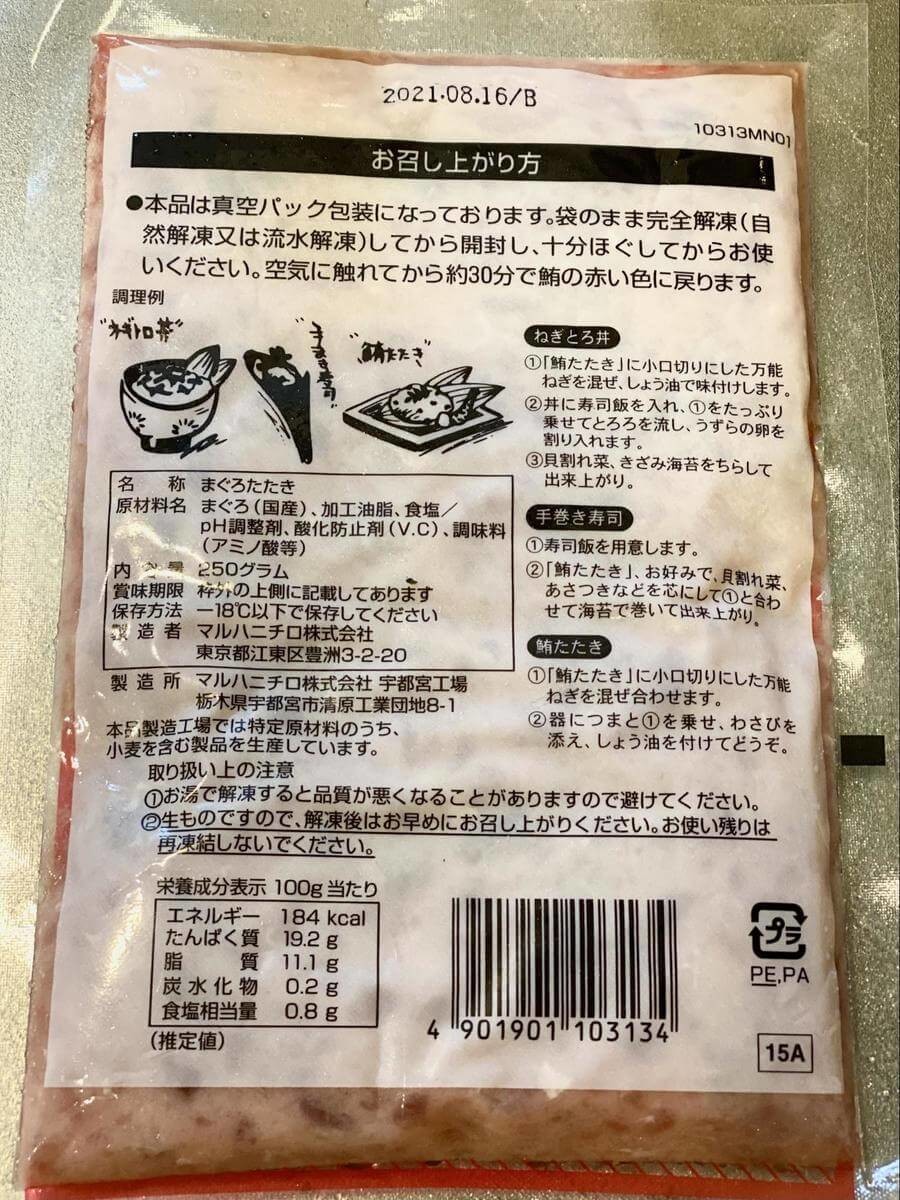 2021.08.16/B
10313MN01
お召し上がり方
●本品は真空パック包装になっております。袋のまま完全解凍(自
然解凍又は流水解凍)してから開封し、十分ほぐしてからお使
いください。空気に触れてから約30分で鮪の赤い色に戻ります。
調理例
"ネギトロ丼"
"手まき寿司"
"鮪たたき"
ねぎとろ丼
①「鮪たたき」に小口切りにした万能
ねぎを混ぜ、しょう油で味付けします。
②丼に寿司飯を入れ、①をたっぷり
乗せてとろろを流し、うずらの卵を
割り入れます。
③貝割れ菜、きざみ海苔をちらして
出来上がり。
手巻き寿司
①寿司飯を用意します。
②「鮪たたき」、お好みで、貝割れ菜、
あさつきなどを芯にして①と合わ
せて海苔で巻いて出来上がり。
鮪たたき
①「鮪たたき」に小口切りにした万能
ねぎを混ぜ合わせます。
②器につまと①を乗せ、わさびを
添え、しょう油を付けてどうぞ。
名称 まぐろたたき
原材料名 まぐろ(国産)、加工油脂、食塩/
pH調整剤、酸化防止剤(V.C)、調味料
(アミノ酸等)
内容量 250グラム
賞味期限 枠外の上側に記載してあります
保存方法 −18℃以下で保存してください
製造者 マルハニチロ株式会社
東京都江東区豊洲3-2-20
製造所 マルハニチロ株式会社 宇都宮工場
栃木県宇都宮市清原工業団地8-1
本品製造工場では特定原材料のうち、
小麦を含む製品を生産しています。
取り扱い上の注意
①お湯で解凍すると品質が悪くなることがありますので避けてください。
②生ものですので、解凍後はお早めにお召し上がりください。お使い残りは
再凍結しないでください。
栄養成分表示 100g当たり
エネルギー 184 kcal
たんぱく質 19.2 g
脂質 11.1 g
炭水化物 0.2 g
食塩相当量 0.8 g
(推定値)
4 901901 103134
プラ
PE,PA
15A